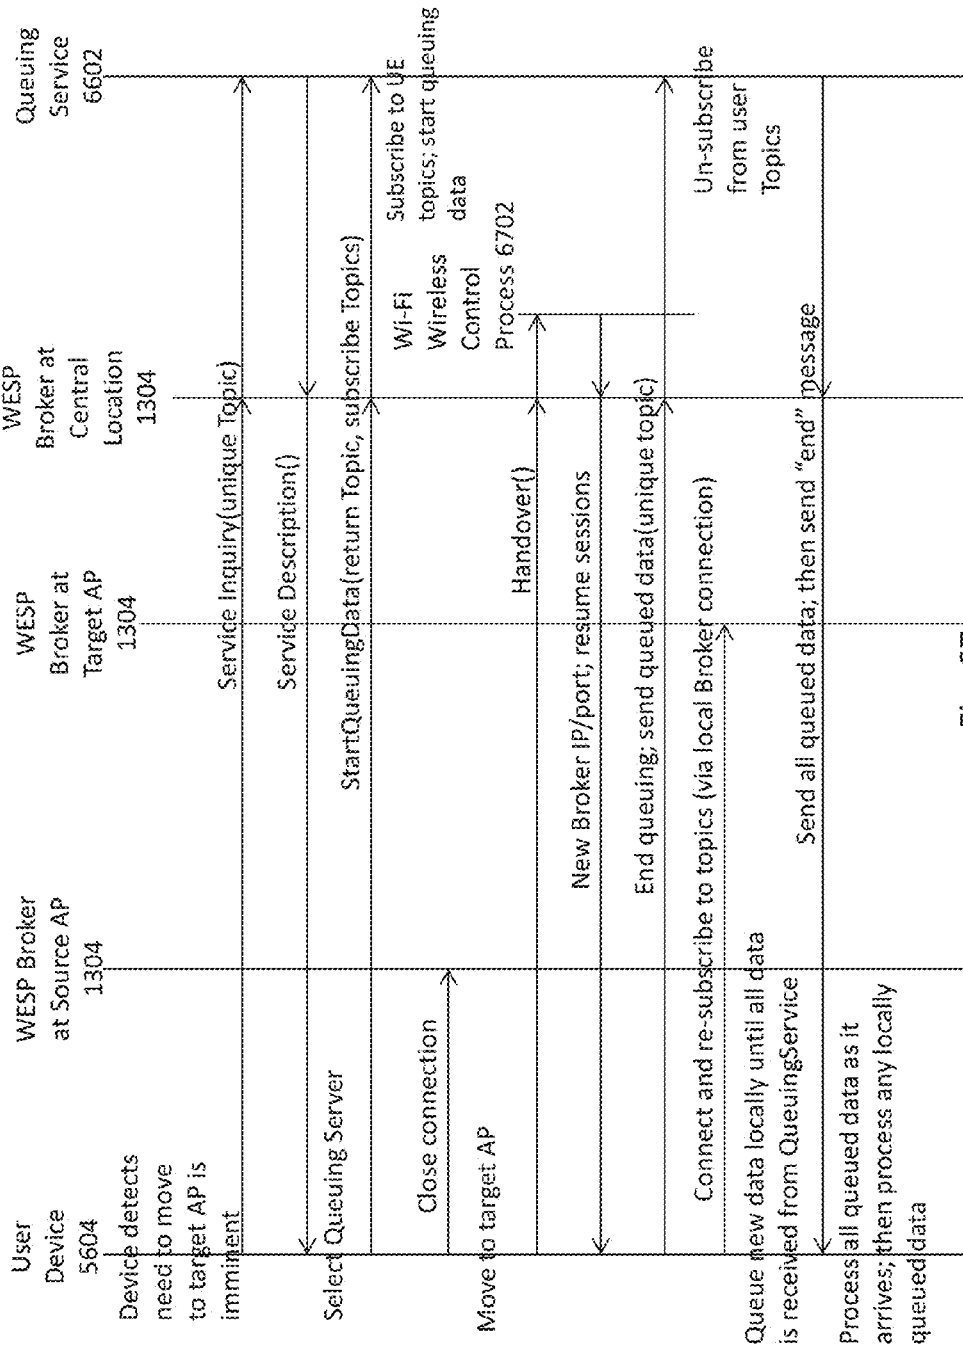 User
Device
5604
WESP Broker
at Source AP
1304
WESP
Broker at
Target AP
1304
WESP
Broker at
Central
Location
1304
Queuing
Service
6602
Device detects
need to move
to target AP is
imminent
Service Inquiry(unique Topic)
Service Description()
Select Queuing Server
StartQueuingData(return Topic, subscribe Topics)
Subscribe to UE
topics; start queuing
data
Close connection
Move to target AP
Wi-Fi
Wireless
Control
Process 6702
Handover()
New Broker IP/port; resume sessions
End queuing; send queued data(unique topic)
Un-subscribe
from user
Topics
Connect and re-subscribe to topics (via local Broker connection)
Queue new data locally until all data
is received from QueuingService
Send all queued data, then send “end” message
Process all queued data as it
arrives; then process any locally
queued data